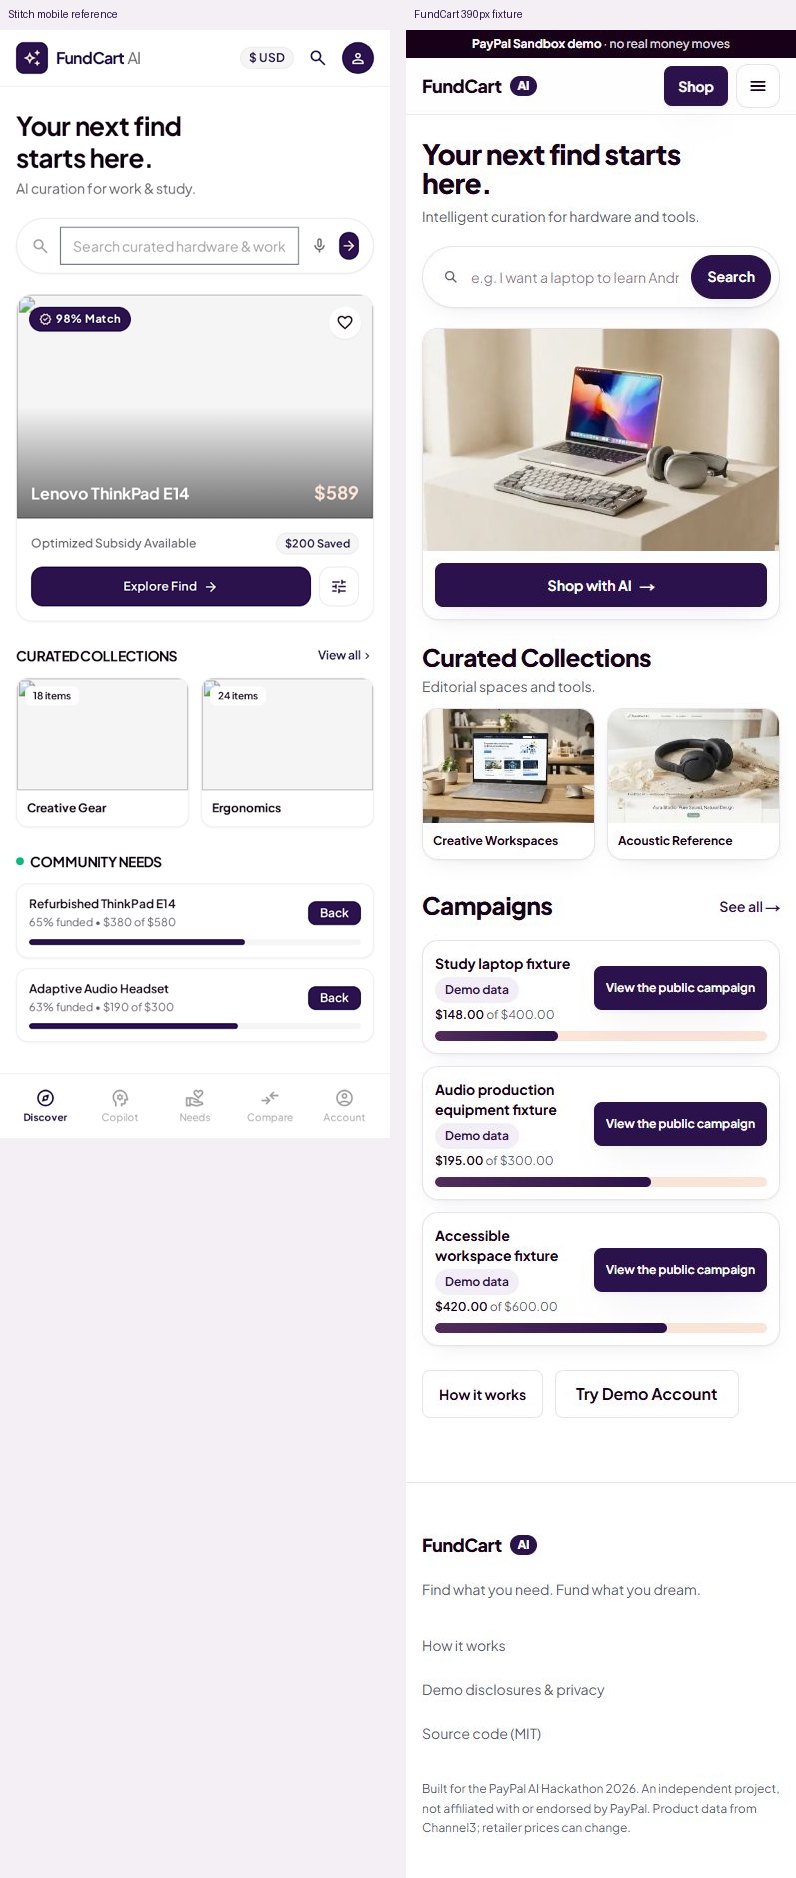 Stitch mobile reference
FundCart AI
$ USD
Your next find
starts here.
AI curation for work & study.
Search curated hardware & work
98% Match
Lenovo ThinkPad E14
$589
Optimized Subsidy Available
$200 Saved
Explore Find →
CURATED COLLECTIONS
View all ›
18 items
24 items
Creative Gear
Ergonomics
COMMUNITY NEEDS
Refurbished ThinkPad E14
65% funded • $380 of $580
Back
Adaptive Audio Headset
63% funded • $190 of $300
Back
Discover
Copilot
Needs
Compare
Account
FundCart 390px fixture
PayPal Sandbox demo · no real money moves
FundCart AI
Shop
Your next find starts
here.
Intelligent curation for hardware and tools.
e.g. I want a laptop to learn Andr
Search
Shop with AI →
Curated Collections
Editorial spaces and tools.
Creative Workspaces
Acoustic Reference
Campaigns
See all →
Study laptop fixture
Demo data
$148.00 of $400.00
View the public campaign
Audio production
equipment fixture
Demo data
$195.00 of $300.00
View the public campaign
Accessible
workspace fixture
Demo data
$420.00 of $600.00
View the public campaign
How it works
Try Demo Account
FundCart AI
Find what you need. Fund what you dream.
How it works
Demo disclosures & privacy
Source code (MIT)
Built for the PayPal AI Hackathon 2026. An independent project,
not affiliated with or endorsed by PayPal. Product data from
Channel3; retailer prices can change.